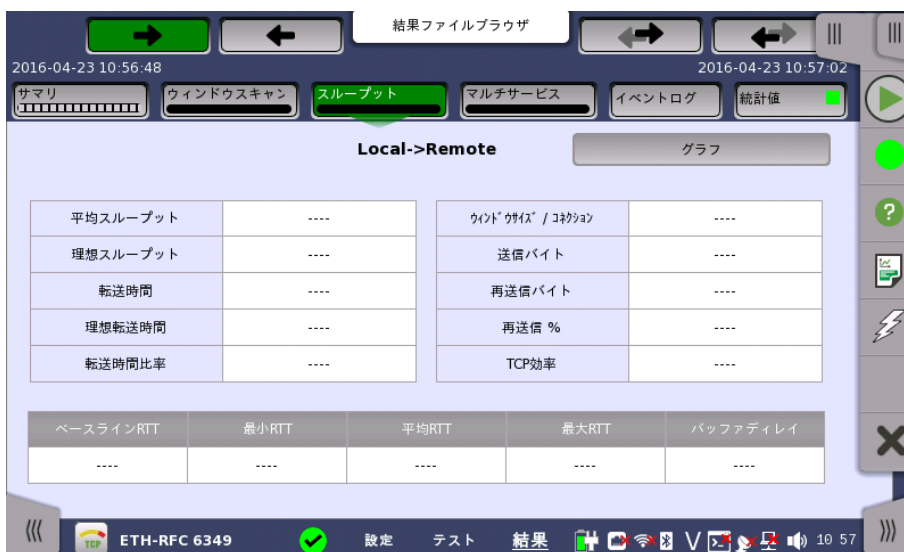 結果ファイルブラウザ
2016-04-23 10:56:48
2016-04-23 10:57:02
サマリ
ウィンドウスキャン
スループット
マルチサービス
イベントログ
統計値
Local->Remote
グラフ
平均スループット ----
ウィンドウサイズ / コネクション ----
理想スループット ----
送信バイト ----
転送時間 ----
再送信バイト ----
理想転送時間 ----
再送信 % ----
転送時間比率 ----
TCP効率 ----
ベースラインRTT 最小RTT 平均RTT 最大RTT バッファディレイ
---- ---- ---- ---- ----
TCP
ETH-RFC 6349
設定 テスト 結果
V
10 57